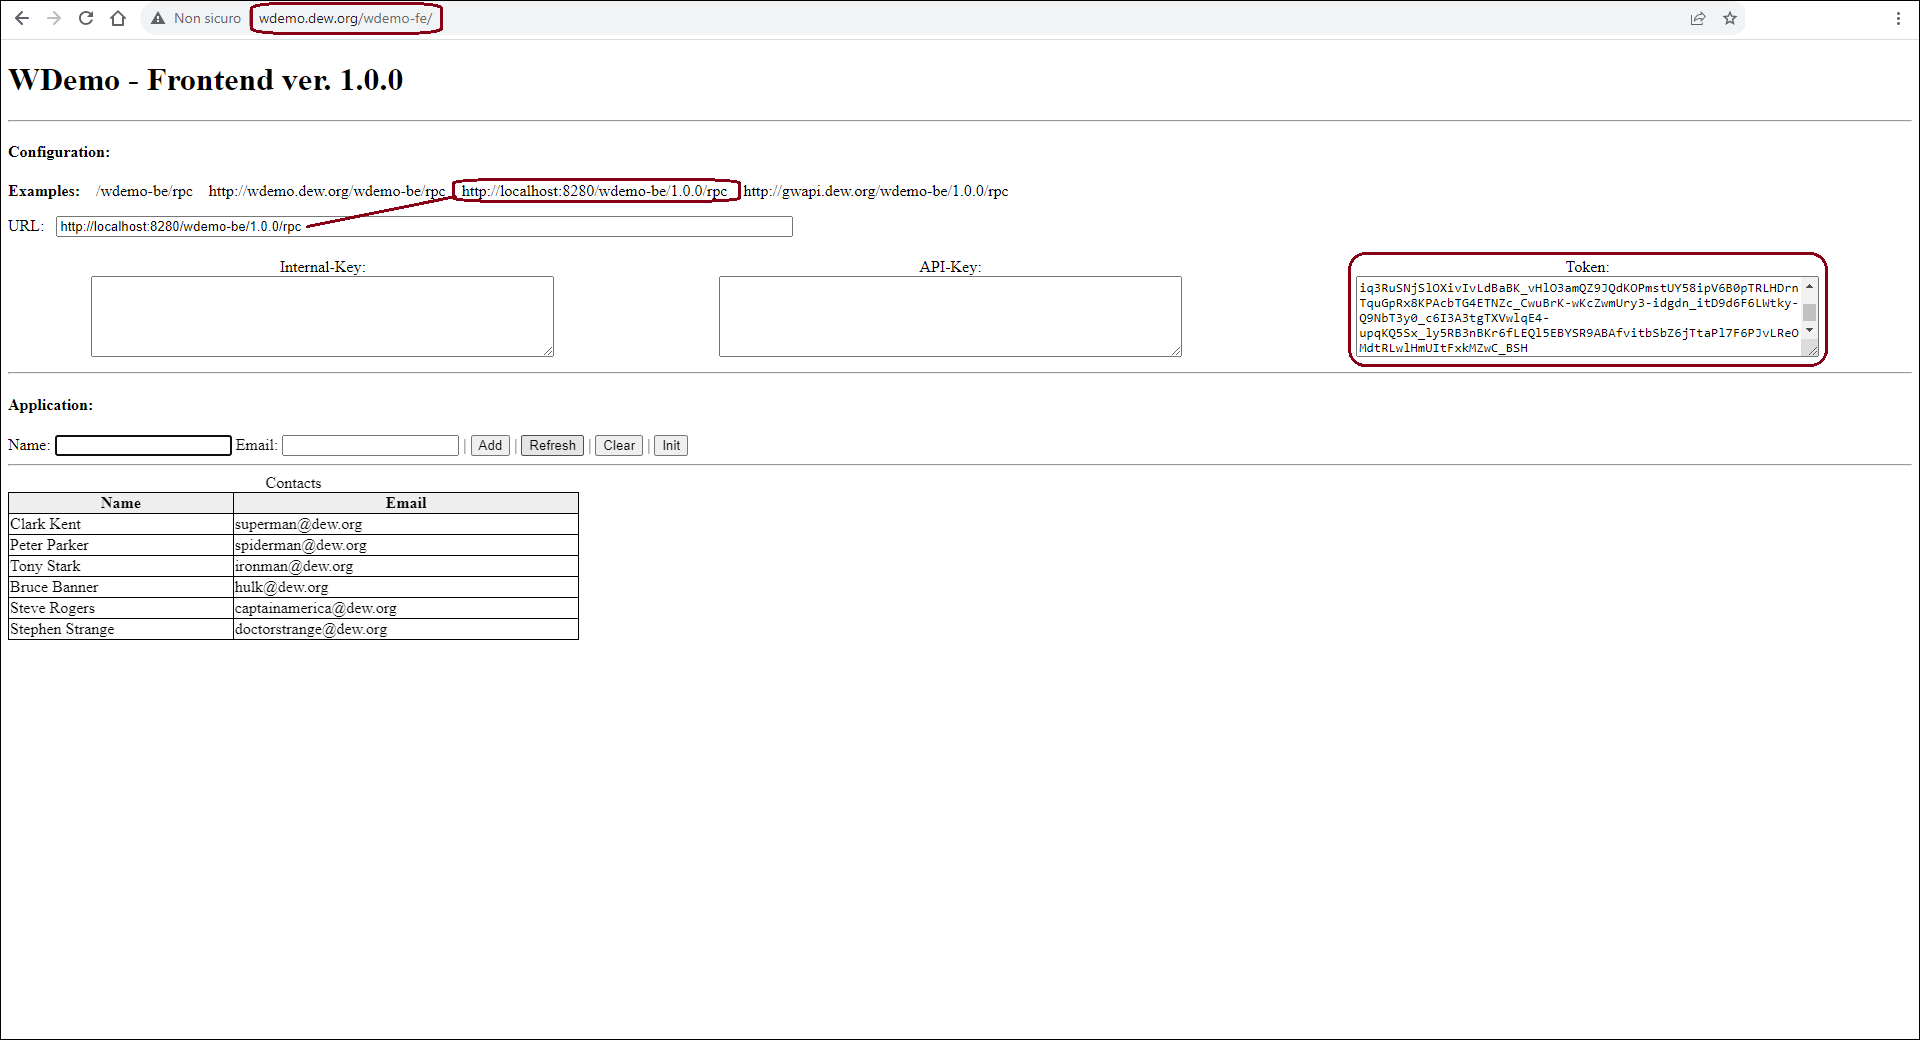 Non sicuro wdemo.dew.org/wdemo-fe/
WDemo - Frontend ver. 1.0.0
Configuration:
Examples: /wdemo-be/rpc http://wdemo.dew.org/wdemo-be/rpc http://localhost:8280/wdemo-be/1.0.0/rpc http://gwapi.dew.org/wdemo-be/1.0.0/rpc
URL: http://localhost:8280/wdemo-be/1.0.0/rpc
Internal-Key: API-Key: Token:
iq3RuSNjSlOXivIvLdBaBK_vHlO3amQZ9JQdKOPmstUY58ipV6B0pTRLHDrn
TquGpRx8KPAcbTG4ETNZc_CwuBrK-wKcZwmUry3-idgdn_itD9d6F6LWtky-
Q9NbT3y0_c6I3A3tgTXVwlqE4-
upqKQ5Sx_ly5RB3nBKr6fLEQl5EBYSR9ABAfvitbSbZ6jTtaPl7F6PJvLReO
MdtRLwlHmUItFxkMZwC_BSH
Application:
Name: Email: | Add | Refresh | Clear | Init
Contacts
Name Email
Clark Kent superman@dew.org
Peter Parker spiderman@dew.org
Tony Stark ironman@dew.org
Bruce Banner hulk@dew.org
Steve Rogers captainamerica@dew.org
Stephen Strange doctorstrange@dew.org